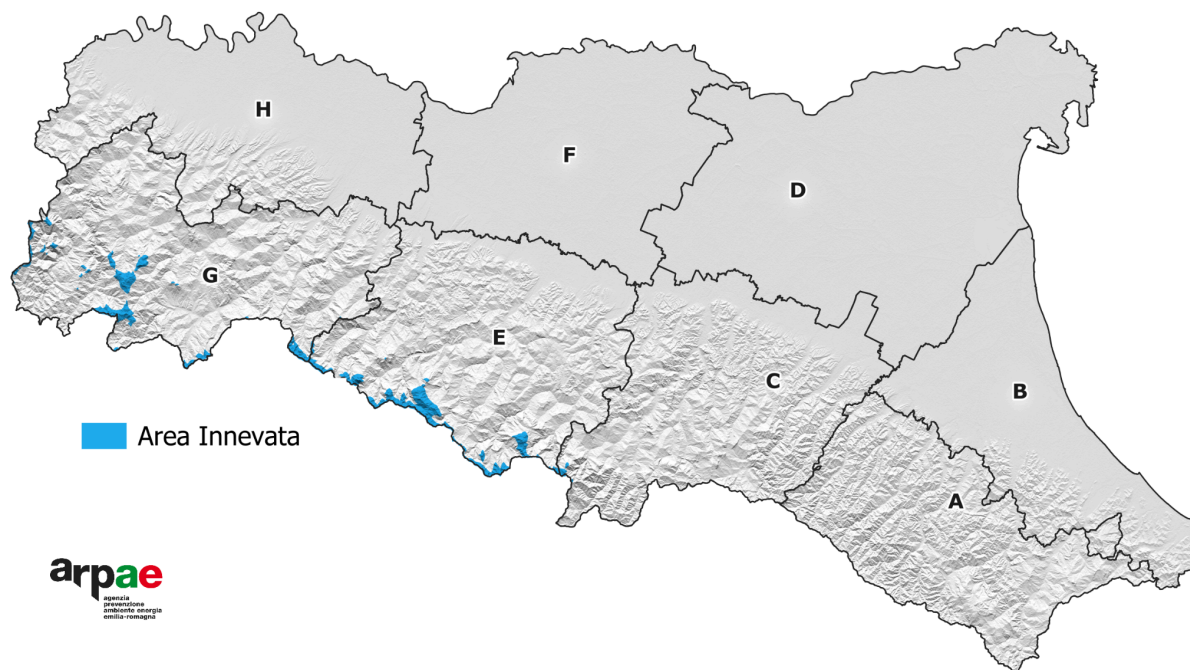 H
F
D
G
E
C
B
A
Area Innevata
arpae
agenzia
prevenzione
ambiente energia
emilia-romagna